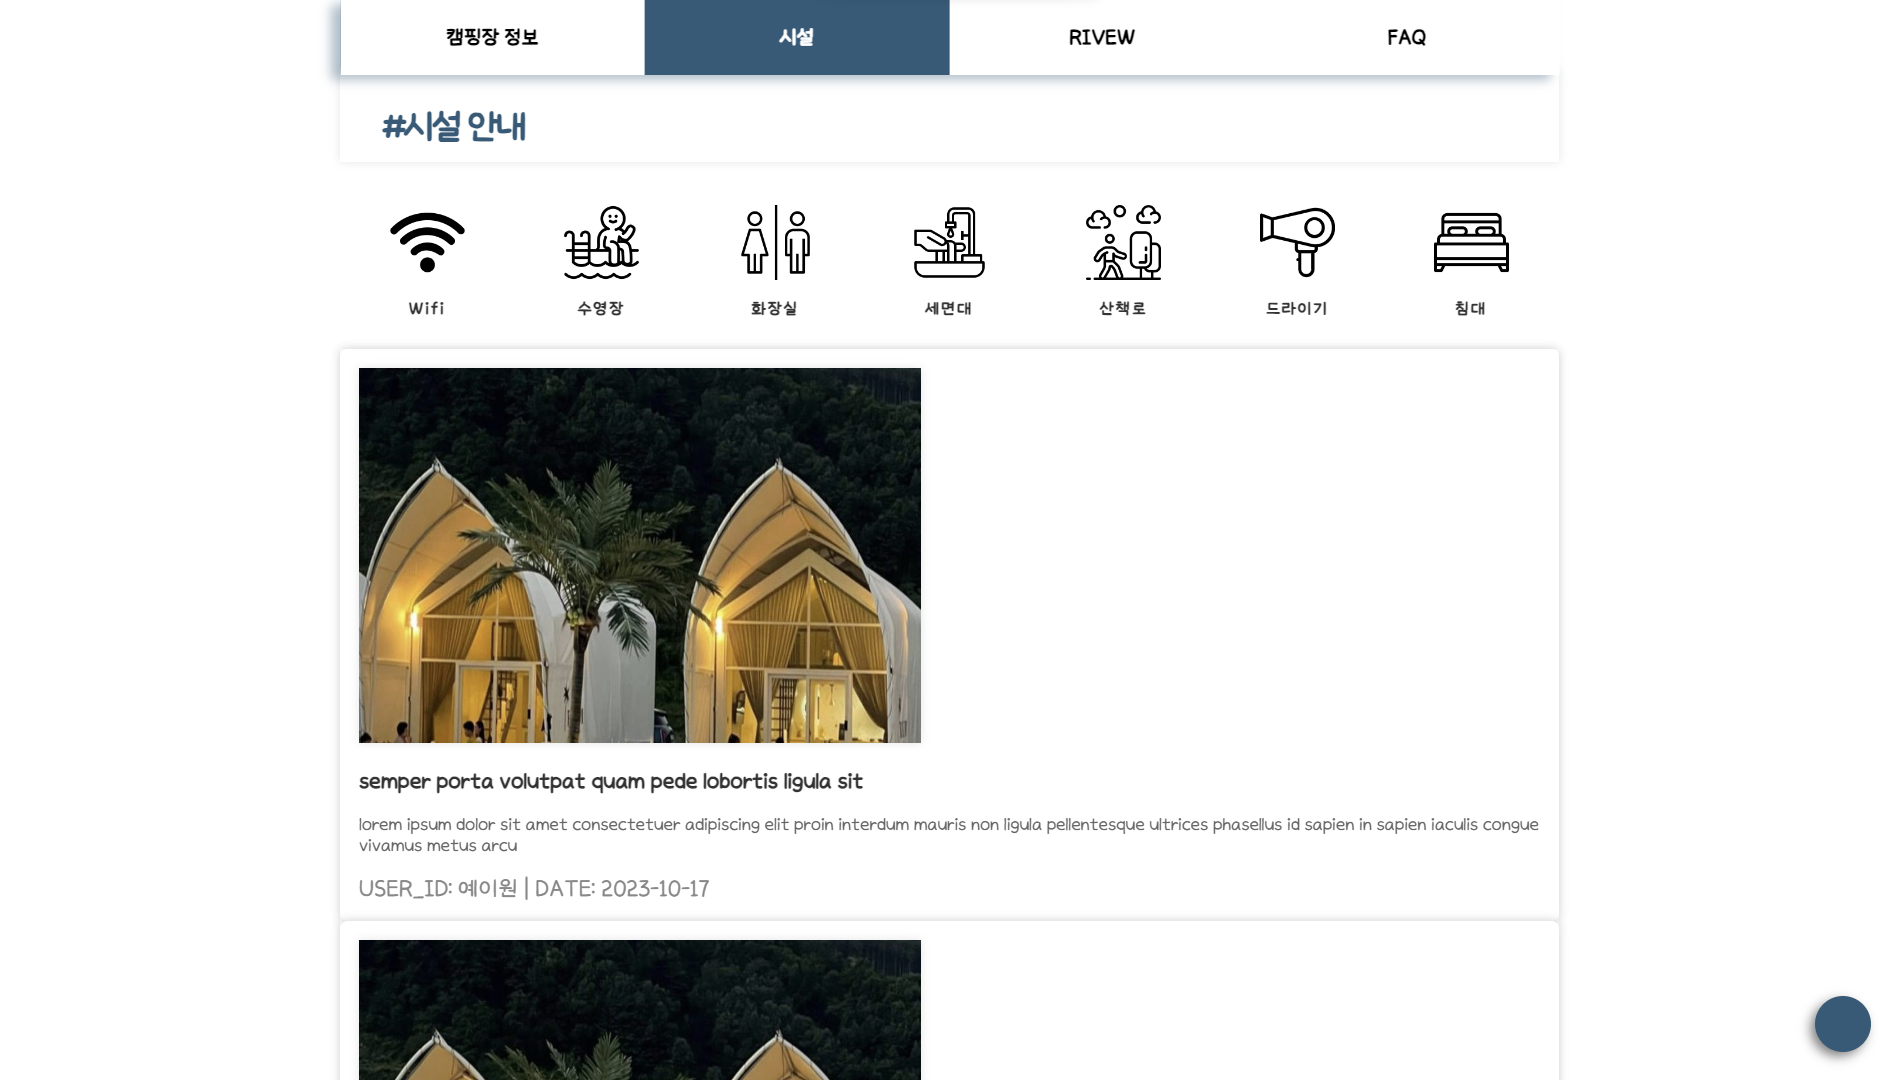 캠핑장 정보
시설
RIVEW
FAQ
#시설 안내
Wifi
수영장
화장실
세면대
산책로
드라이기
침대
semper porta volutpat quam pede lobortis ligula sit
lorem ipsum dolor sit amet consectetuer adipiscing elit proin interdum mauris non ligula pellentesque ultrices phasellus id sapien in sapien iaculis congue
vivamus metus arcu
USER_ID: 예이원 | DATE: 2023-10-17